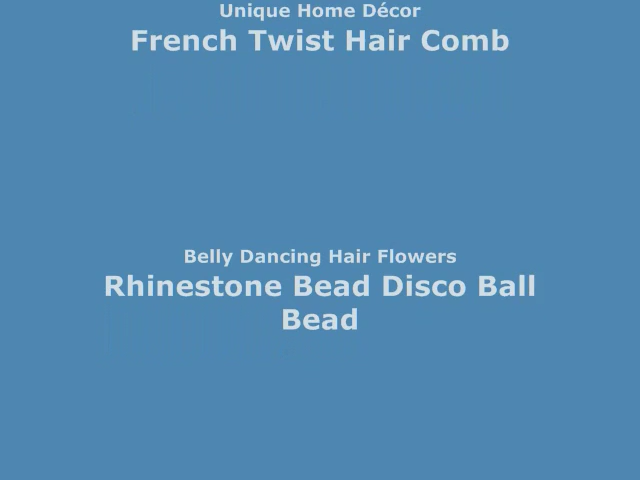 Unique Home Décor
French Twist Hair Comb
Belly Dancing Hair Flowers
Rhinestone Bead Disco Ball
Bead